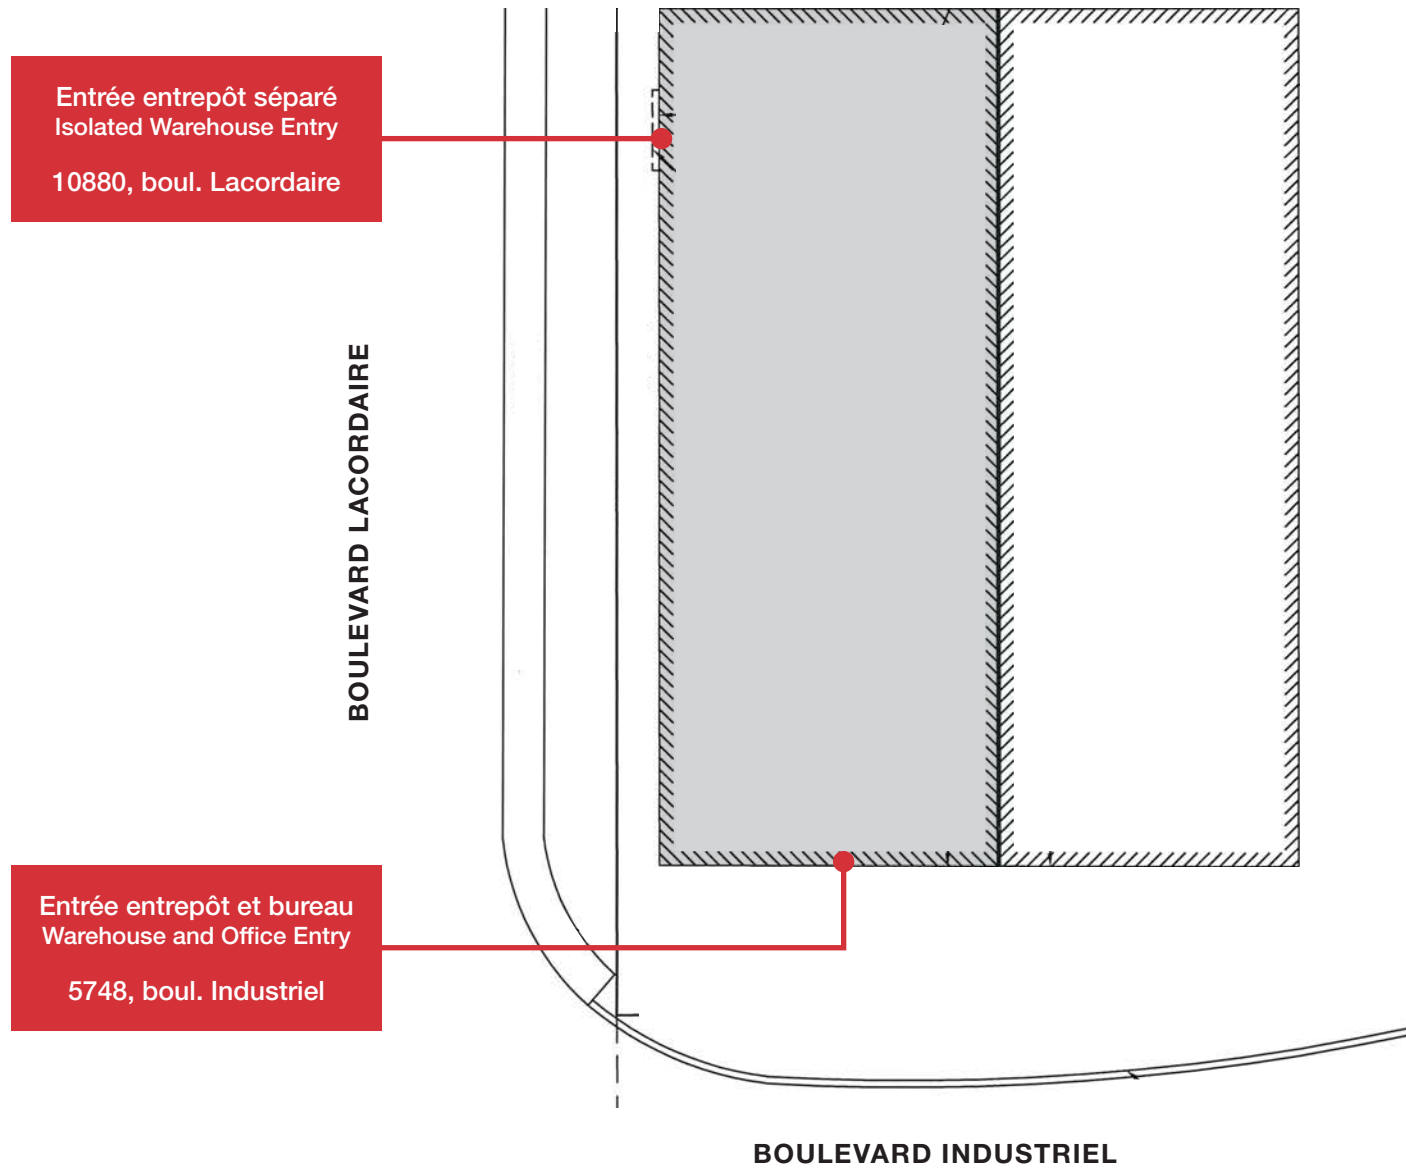 Entrée entrepôt séparé
Isolated Warehouse Entry
10880, boul. Lacordaire
BOULEVARD LACORDAIRE
Entrée entrepôt et bureau
Warehouse and Office Entry
5748, boul. Industriel
BOULEVARD INDUSTRIEL